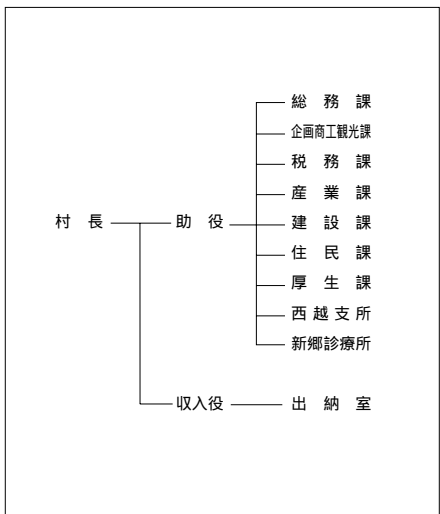 総務課
企画商工観光課
税務課
産業課
村長 助役 建設課
住民課
厚生課
西越支所
新郷診療所
収入役 出納室